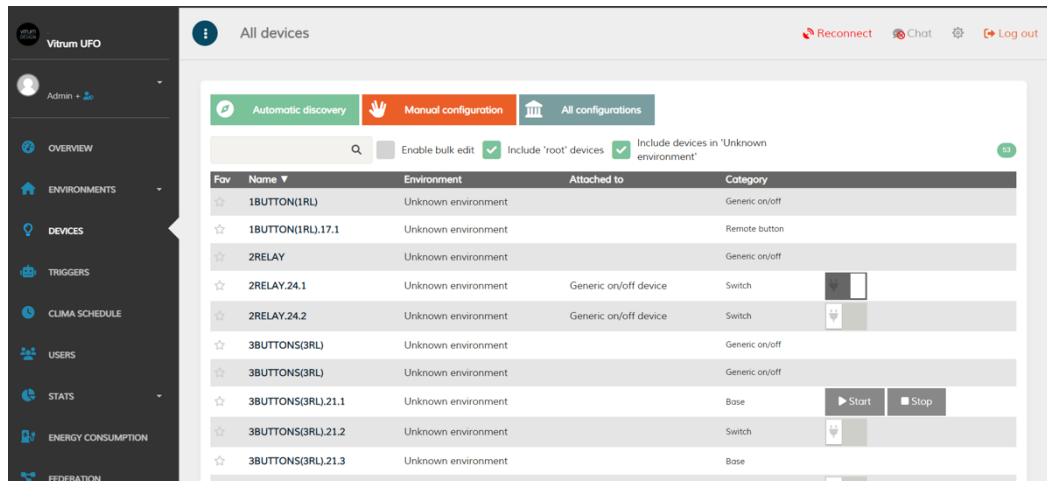 vitrum
DESIGN
Vitrum UFO
All devices
Reconnect
Chat
Log out
Admin +
OVERVIEW
ENVIRONMENTS
DEVICES
TRIGGERS
CLIMA SCHEDULE
USERS
STATS
ENERGY CONSUMPTION
FEDERATION
Automatic discovery
Manual configuration
All configurations
Enable bulk edit
Include 'root' devices
Include devices in 'Unknown
environment'
53
Fav Name ▼ Environment Attached to Category
1BUTTON(1RL) Unknown environment Generic on/off
1BUTTON(1RL).17.1 Unknown environment Remote button
2RELAY Unknown environment Generic on/off
2RELAY.24.1 Unknown environment Generic on/off device Switch
2RELAY.24.2 Unknown environment Generic on/off device Switch
3BUTTONS(3RL) Unknown environment Generic on/off
3BUTTONS(3RL) Unknown environment Generic on/off
3BUTTONS(3RL).21.1 Unknown environment Base Start Stop
3BUTTONS(3RL).21.2 Unknown environment Switch
3BUTTONS(3RL).21.3 Unknown environment Base